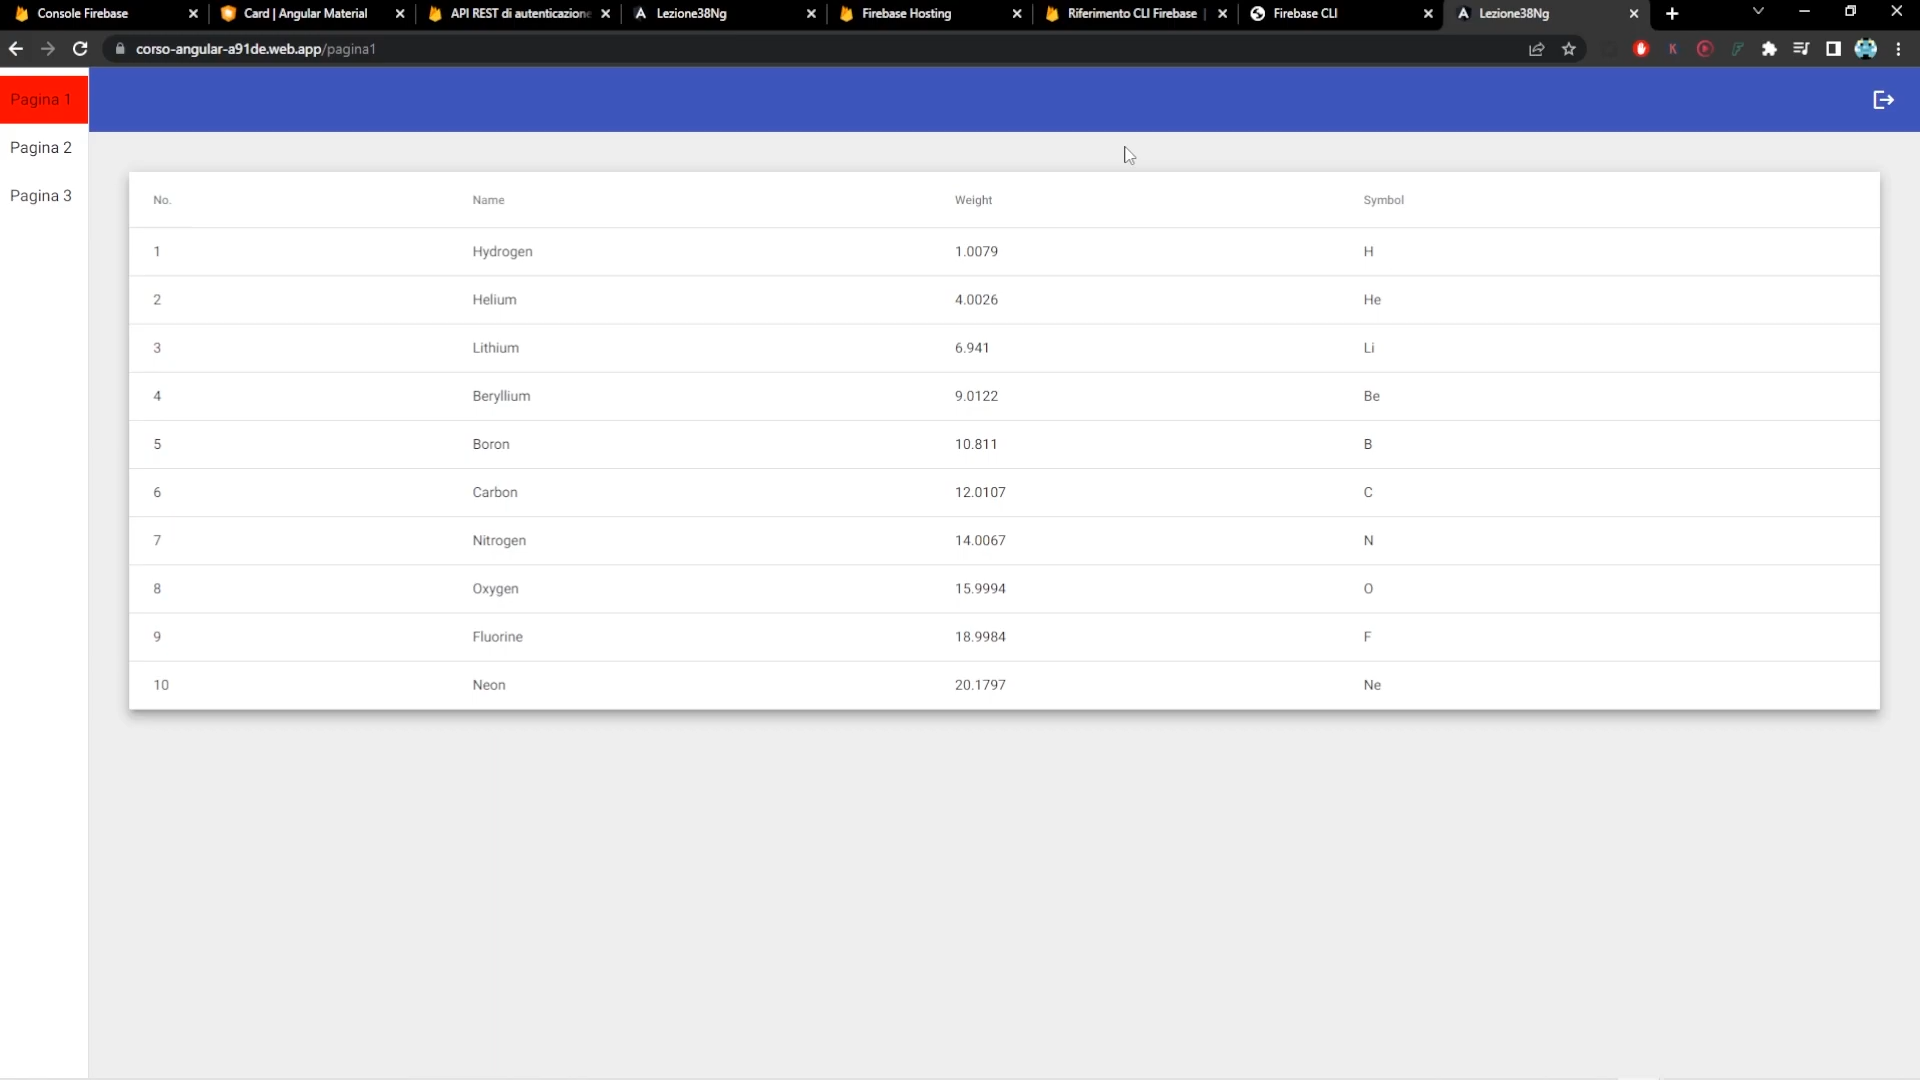 Console Firebase
Card | Angular Material
API REST di autenticazione
Lezione38Ng
Firebase Hosting
Riferimento CLI Firebase |
Firebase CLI
Lezione38Ng
corso-angular-a91de.web.app/pagina1
Pagina 1
Pagina 2
Pagina 3
No. Name Weight Symbol
1 Hydrogen 1.0079 H
2 Helium 4.0026 He
3 Lithium 6.941 Li
4 Beryllium 9.0122 Be
5 Boron 10.811 B
6 Carbon 12.0107 C
7 Nitrogen 14.0067 N
8 Oxygen 15.9994 O
9 Fluorine 18.9984 F
10 Neon 20.1797 Ne